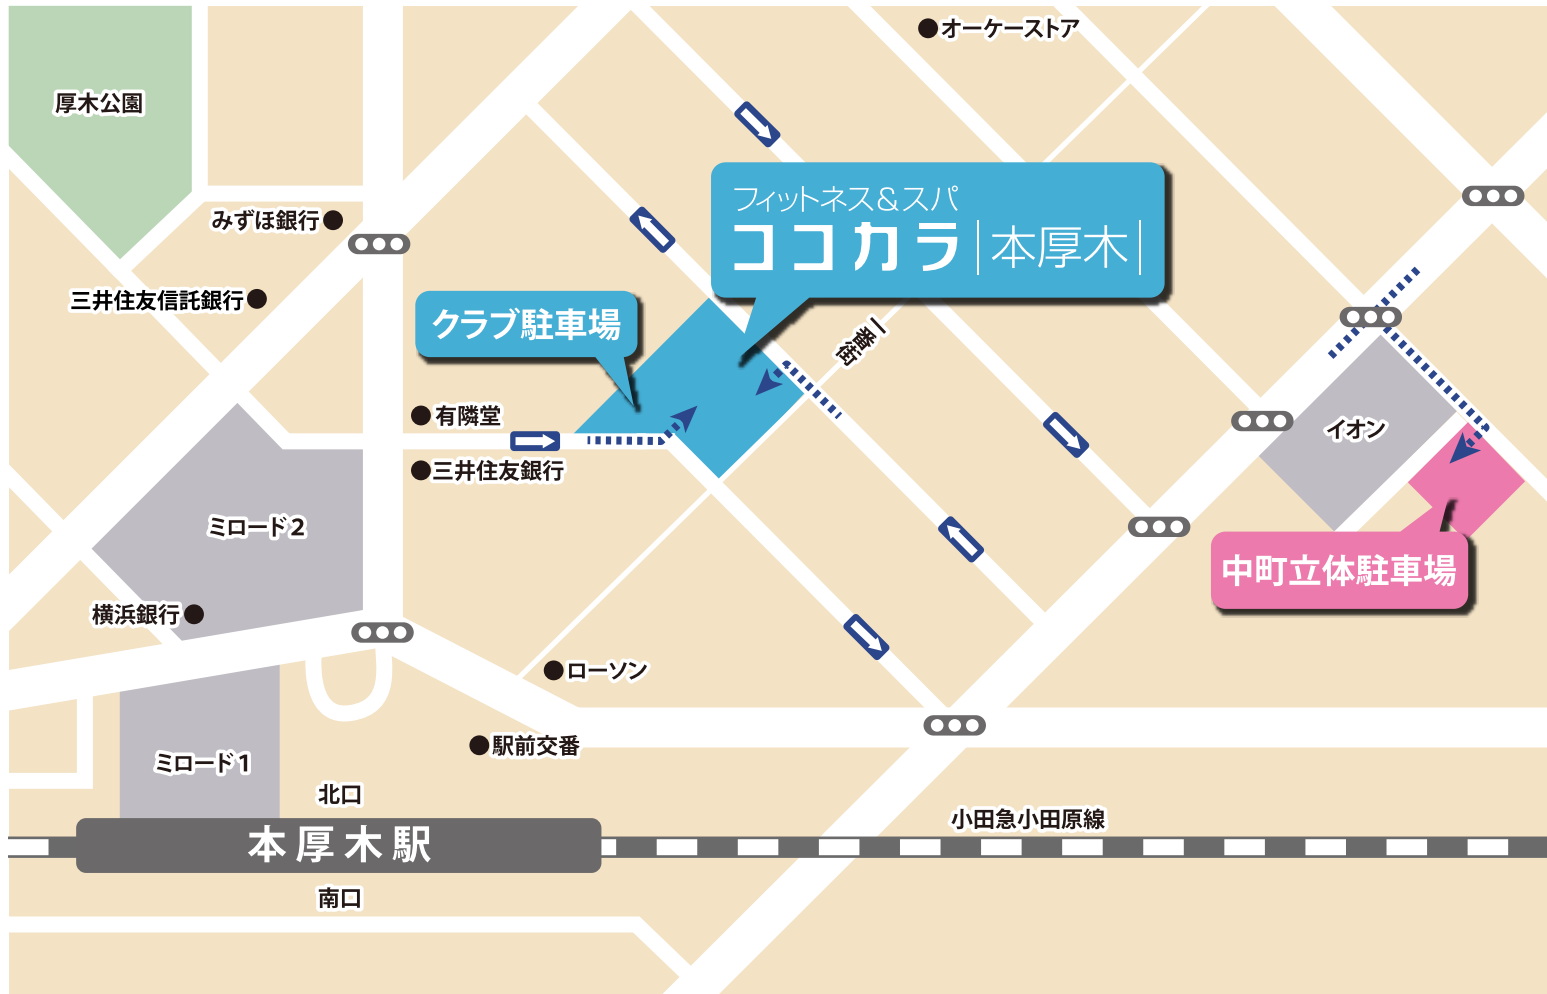 オーケーストア
厚木公園
フィットネス&スパ
ココカラ|本厚木|
みずほ銀行
三井住友信託銀行
クラブ駐車場
一番街
有隣堂
三井住友銀行
イオン
ミロード2
中町立体駐車場
横浜銀行
ローソン
駅前交番
ミロード1
北口
小田急小田原線
本厚木駅
南口